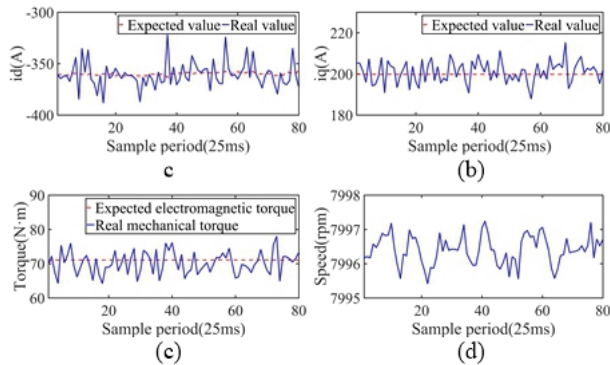 -300
Expected value Real value
id(A)
-350
-400
20 40 60 80
Sample period(25ms)
c
220
Expected value Real value
iq(A)
200
180
20 40 60 80
Sample period(25ms)
(b)
90
Expected electromagnetic torque
Real mechanical torque
Torque(N·m)
80
70
60
20 40 60 80
Sample period(25ms)
(c)
7998
Speed(rpm)
7997
7996
7995
0 20 40 60 80
Sample period(25ms)
(d)